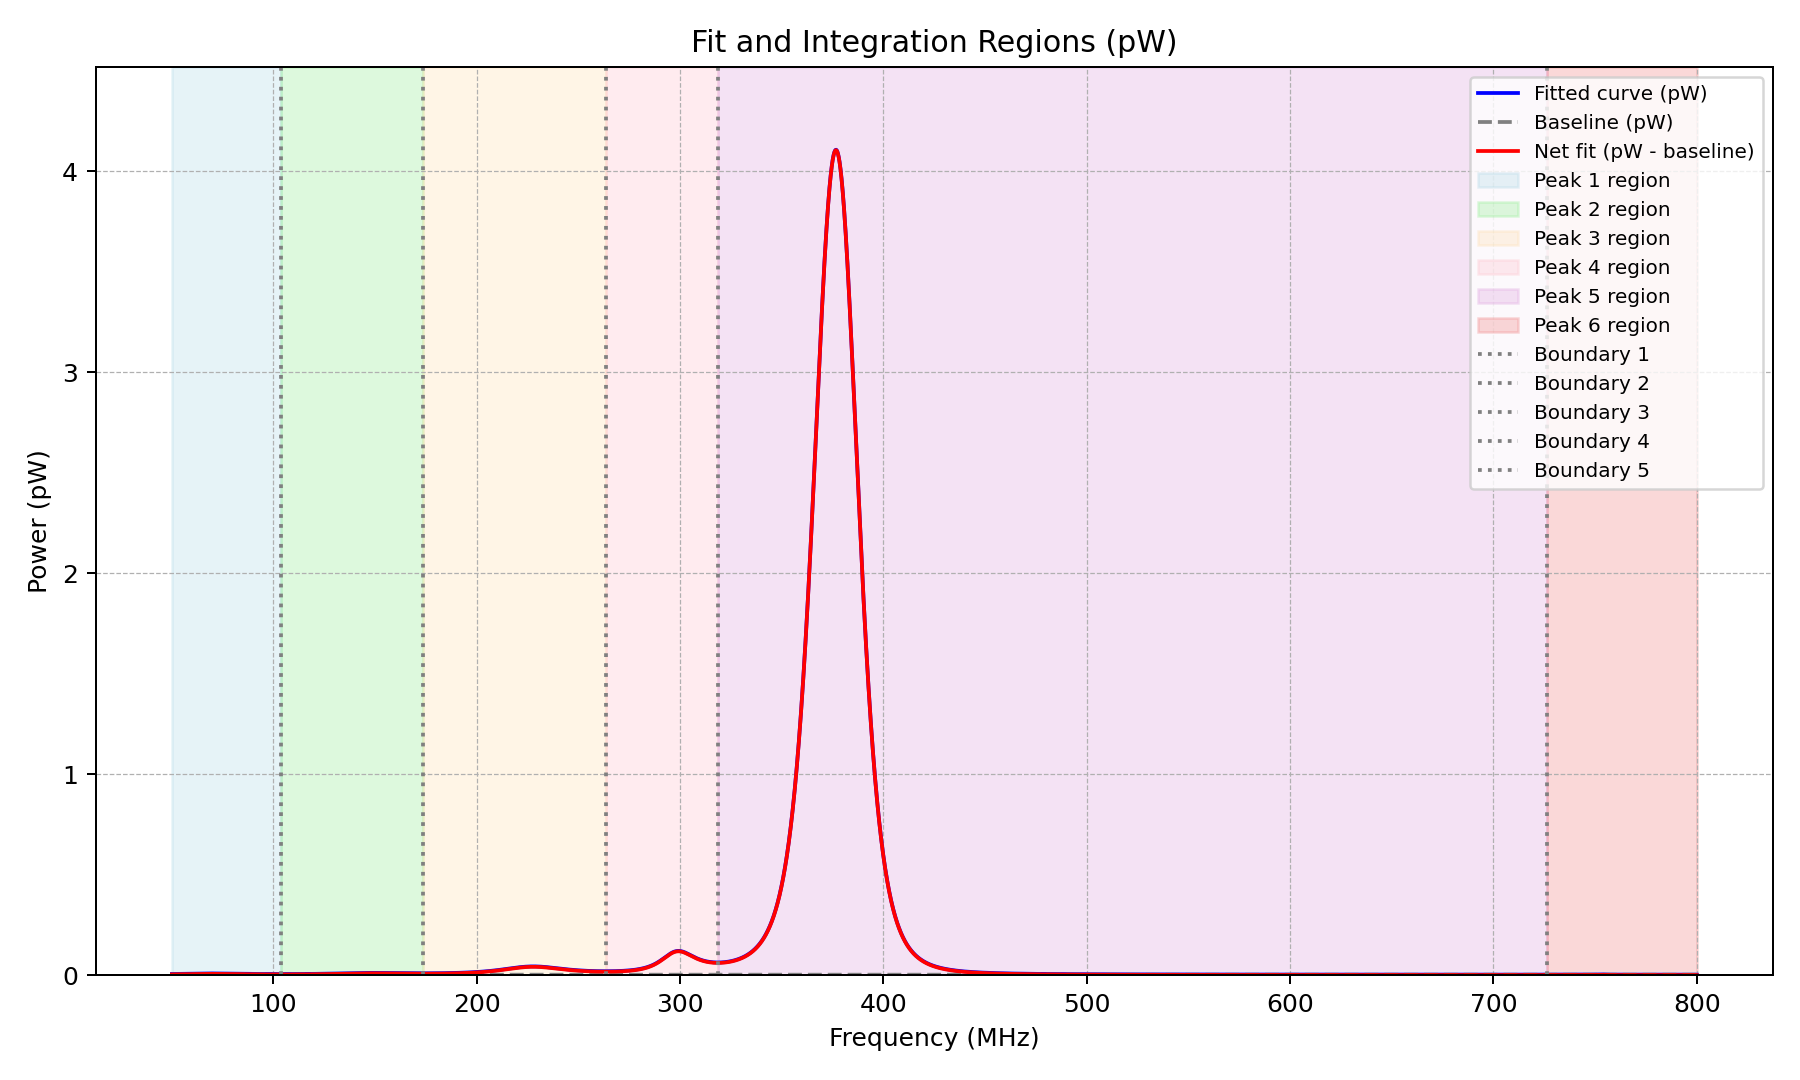 Fit and Integration Regions (pW)
Fitted curve (pW)
Baseline (pW)
Net fit (pW - baseline)
Peak 1 region
Peak 2 region
Peak 3 region
Peak 4 region
Peak 5 region
Peak 6 region
Boundary 1
Boundary 2
Boundary 3
Boundary 4
Boundary 5
Power (pW)
4
3
2
1
0
100 200 300 400 500 600 700 800
Frequency (MHz)